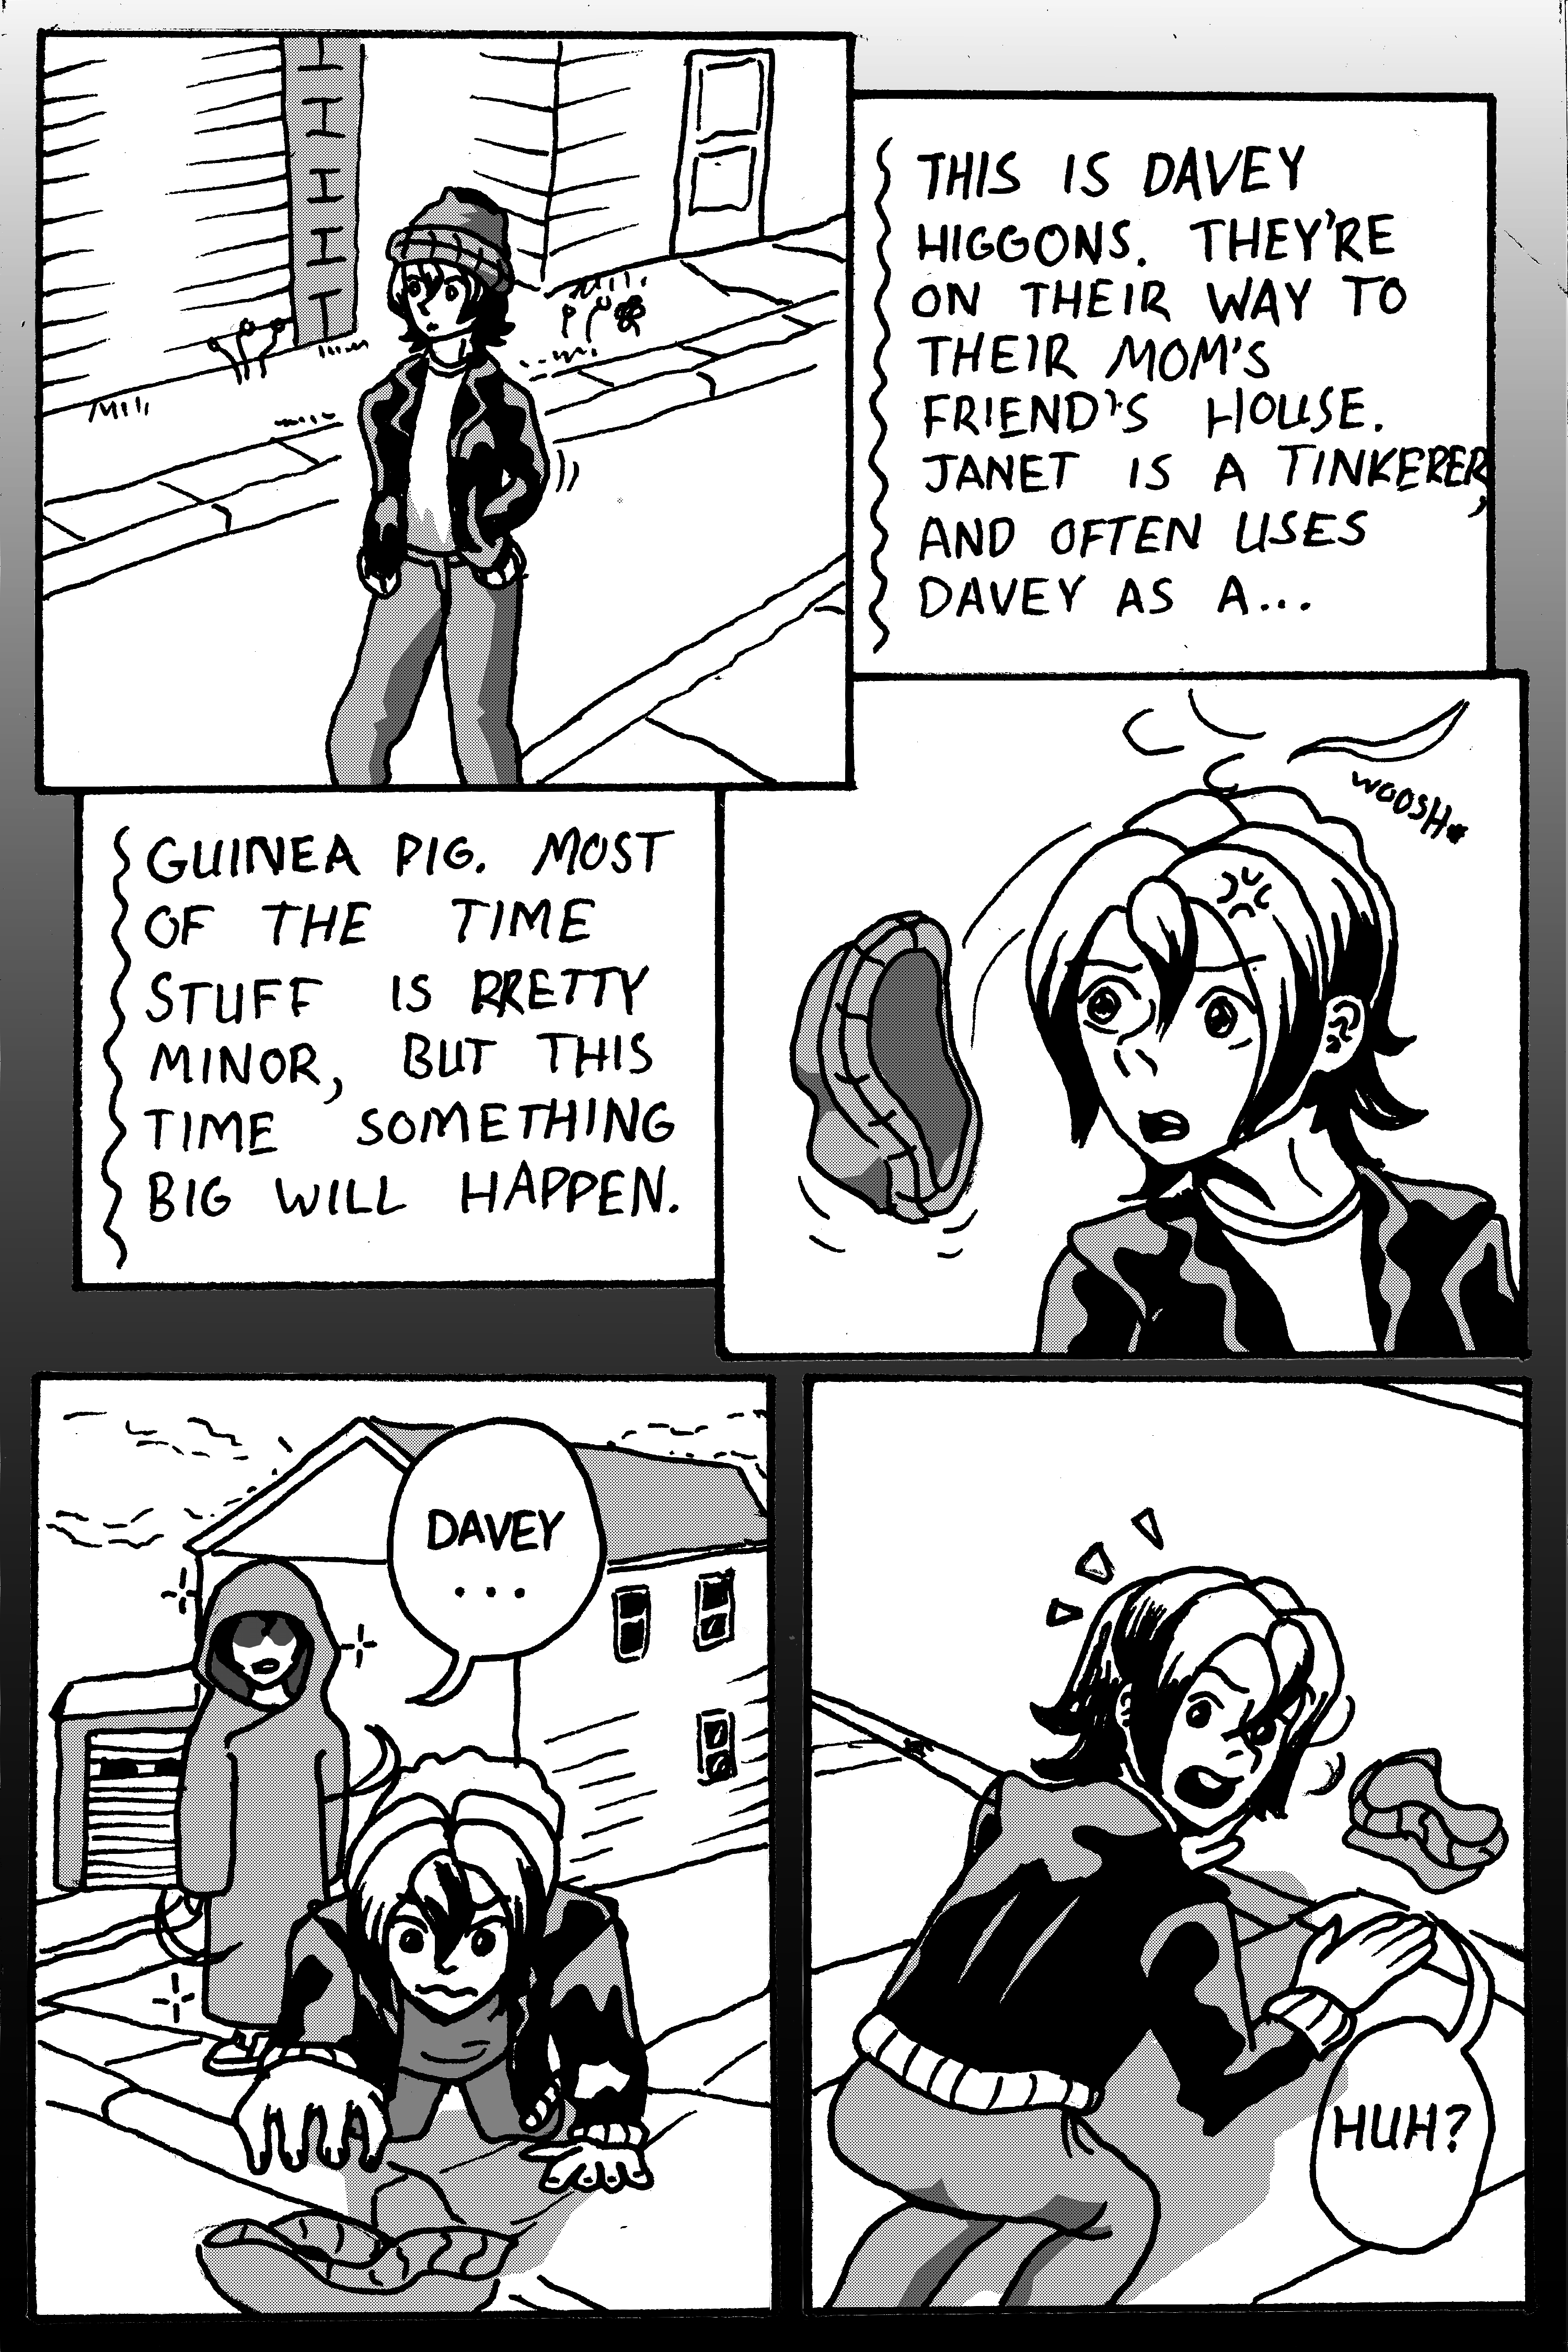 THIS IS DAVEY
HIGGONS. THEY'RE
ON THEIR WAY TO
THEIR MOM'S
FRIEND'S HOUSE.
JANET IS A TINKERER,
AND OFTEN USES
DAVEY AS A...
WOOSH*
GUINEA PIG. MOST
OF THE TIME
STUFF IS PRETTY
MINOR, BUT THIS
TIME SOMETHING
BIG WILL HAPPEN.
DAVEY
...
HUH?